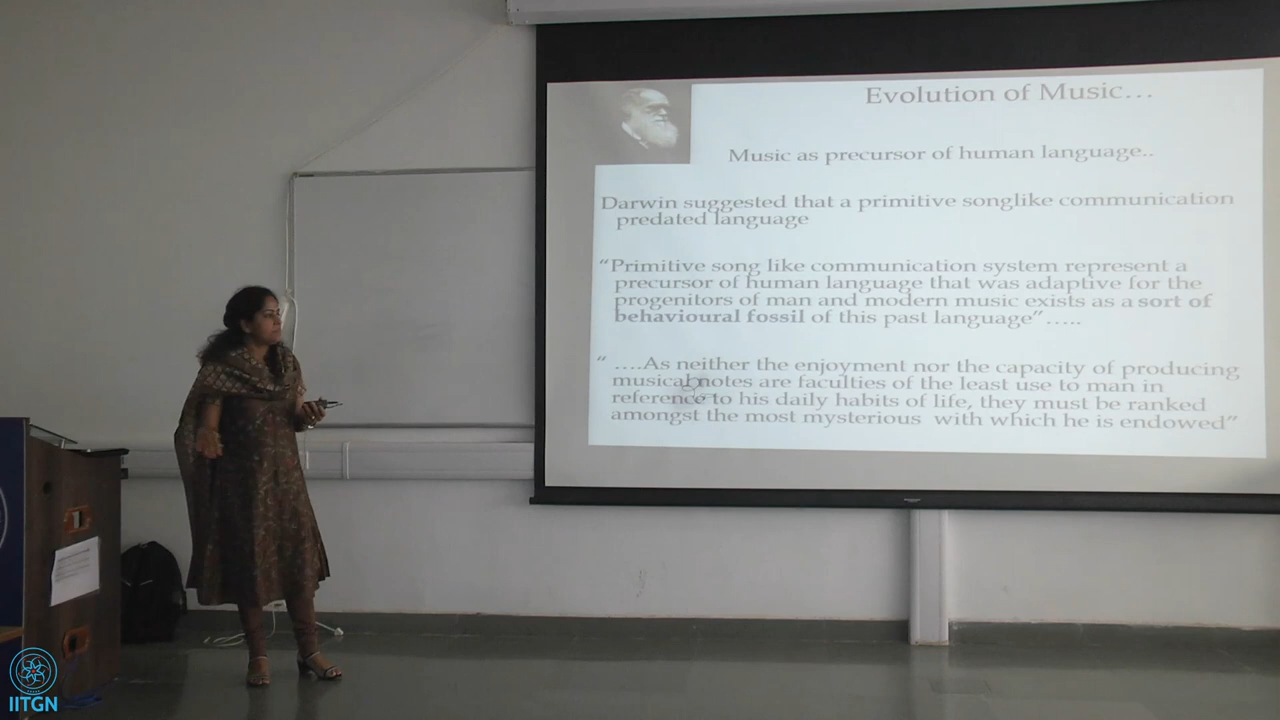 Evolution of Music...
Music as precursor of human language..
Darwin suggested that a primitive songlike communication
predated language
“Primitive song like communication system represent a
precursor of human language that was adaptive for the
progenitors of man and modern music exists as a sort of
behavioural fossil of this past language”.....
“ ....As neither the enjoyment nor the capacity of producing
musical notes are faculties of the least use to man in
reference to his daily habits of life, they must be ranked
amongst the most mysterious with which he is endowed”
IITGN